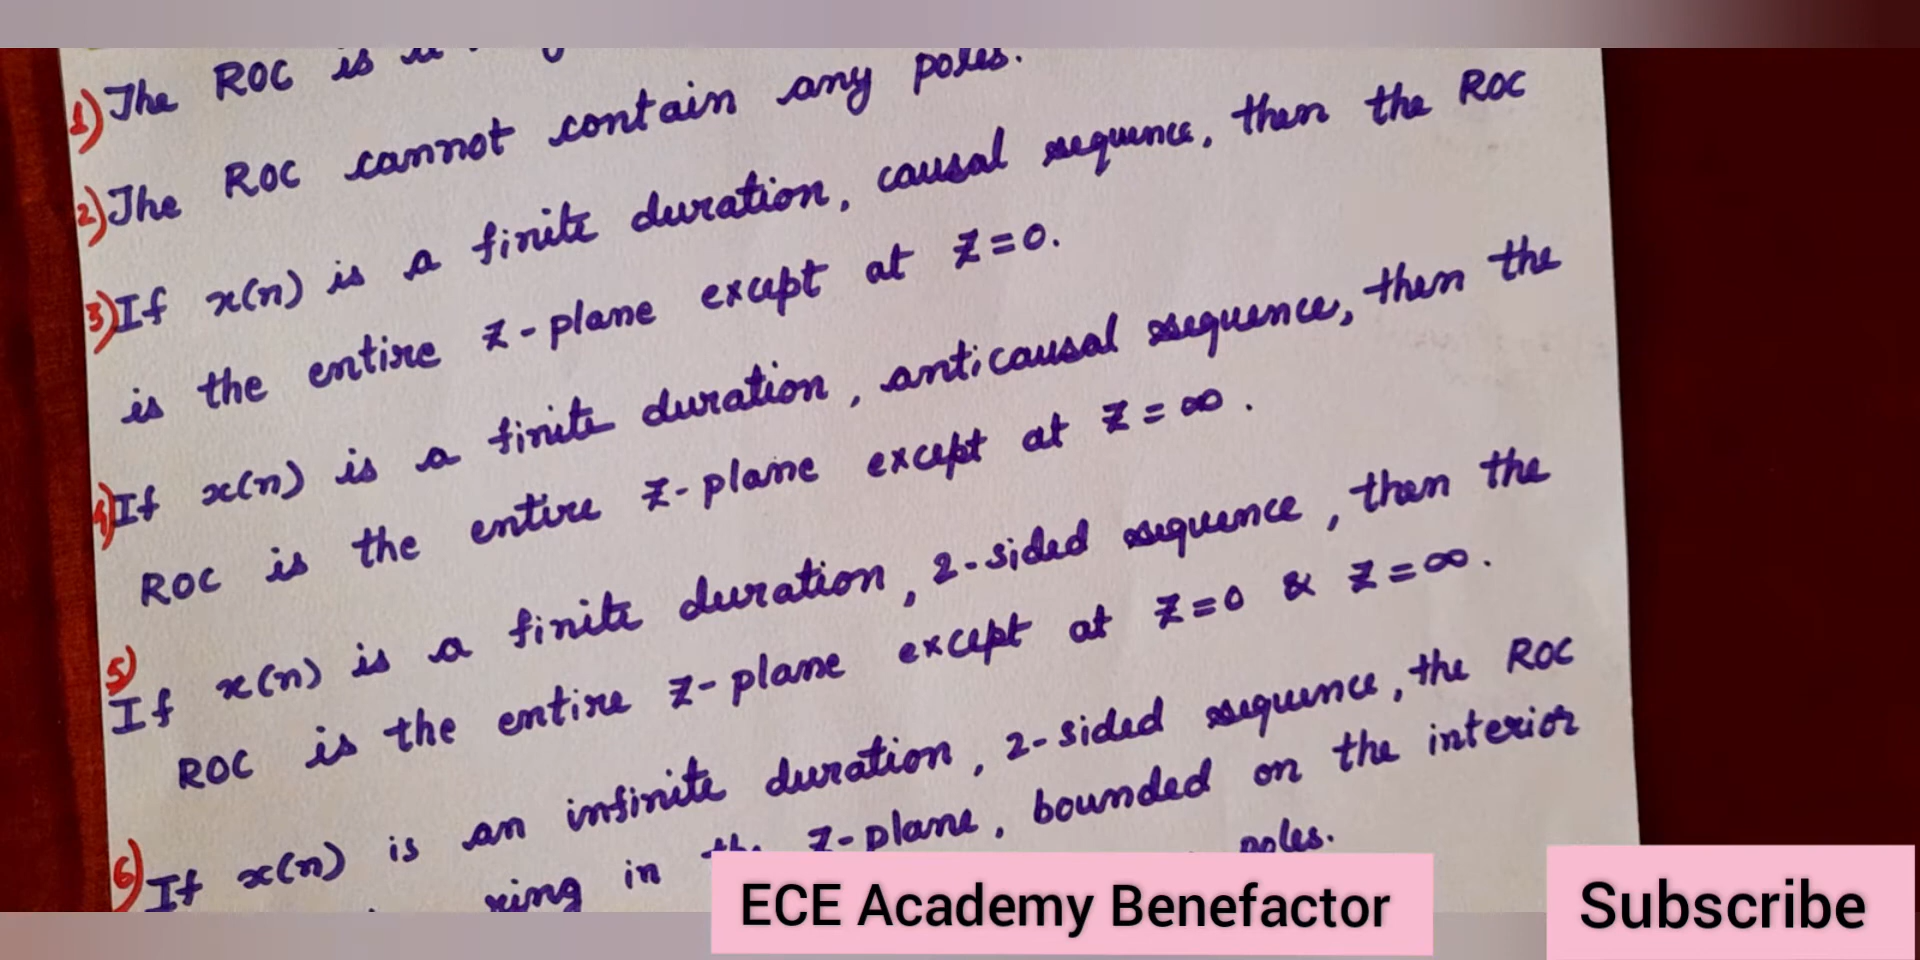 1) The ROC is a
2) The ROC cannot contain any poles.
3) If x(n) is a finite duration, causal sequence, then the ROC
is the entire z-plane except at z=0.
4) If x(n) is a finite duration, anticausal sequence, then the
ROC is the entire z-plane except at z=∞.
5)
If x(n) is a finite duration, 2-sided sequence, then the
ROC is the entire z-plane except at z=0 & z=∞.
6) If x(n) is an infinite duration, 2-sided sequence, the ROC
ring in the z-plane, bounded on the interior
poles.
ECE Academy Benefactor
Subscribe